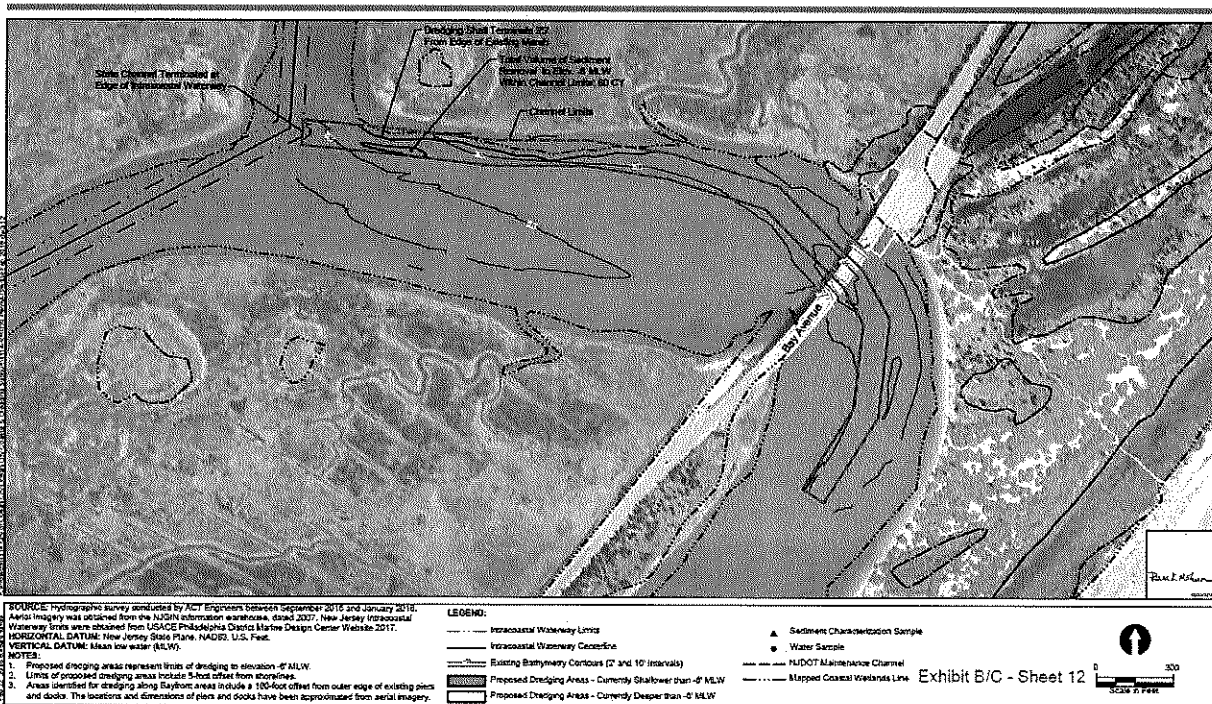 Dredging Shall Terminate 22'
From Edge of Existing Marsh
Total Volume of Sediment
Removal to Elev. -6' MLW
Within Channel Limits: 60 CY
State Channel Terminated at
Edge of Intracoastal Waterway
Channel Limits
Bay Avenue
SOURCE: Hydrographic survey conducted by ACT Engineers between September 2015 and January 2016.
Aerial imagery was obtained from the NJGIN information warehouse, dated 2007. New Jersey Intracoastal
Waterway limits were obtained from USACE Philadelphia District Marine Design Center Website 2017.
HORIZONTAL DATUM: New Jersey State Plane, NAD83, U.S. Feet.
VERTICAL DATUM: Mean low water (MLW).
NOTES:
1. Proposed dredging areas represent limits of dredging to elevation -6' MLW.
2. Limits of proposed dredging areas include 5-foot offset from shorelines.
3. Areas identified for dredging along Bayfront areas include a 100-foot offset from outer edge of existing piers
and docks. The locations and dimensions of piers and docks have been approximated from aerial imagery.
LEGEND:
Intracoastal Waterway Limits
Intracoastal Waterway Centerline
Existing Bathymetry Contours (2' and 10' Intervals)
Proposed Dredging Areas - Currently Shallower than -6' MLW
Proposed Dredging Areas - Currently Deeper than -6' MLW
Sediment Characterization Sample
Water Sample
NJDOT Maintenance Channel
Mapped Coastal Wetlands Line
Exhibit B/C - Sheet 12
0 300
Scale in Feet